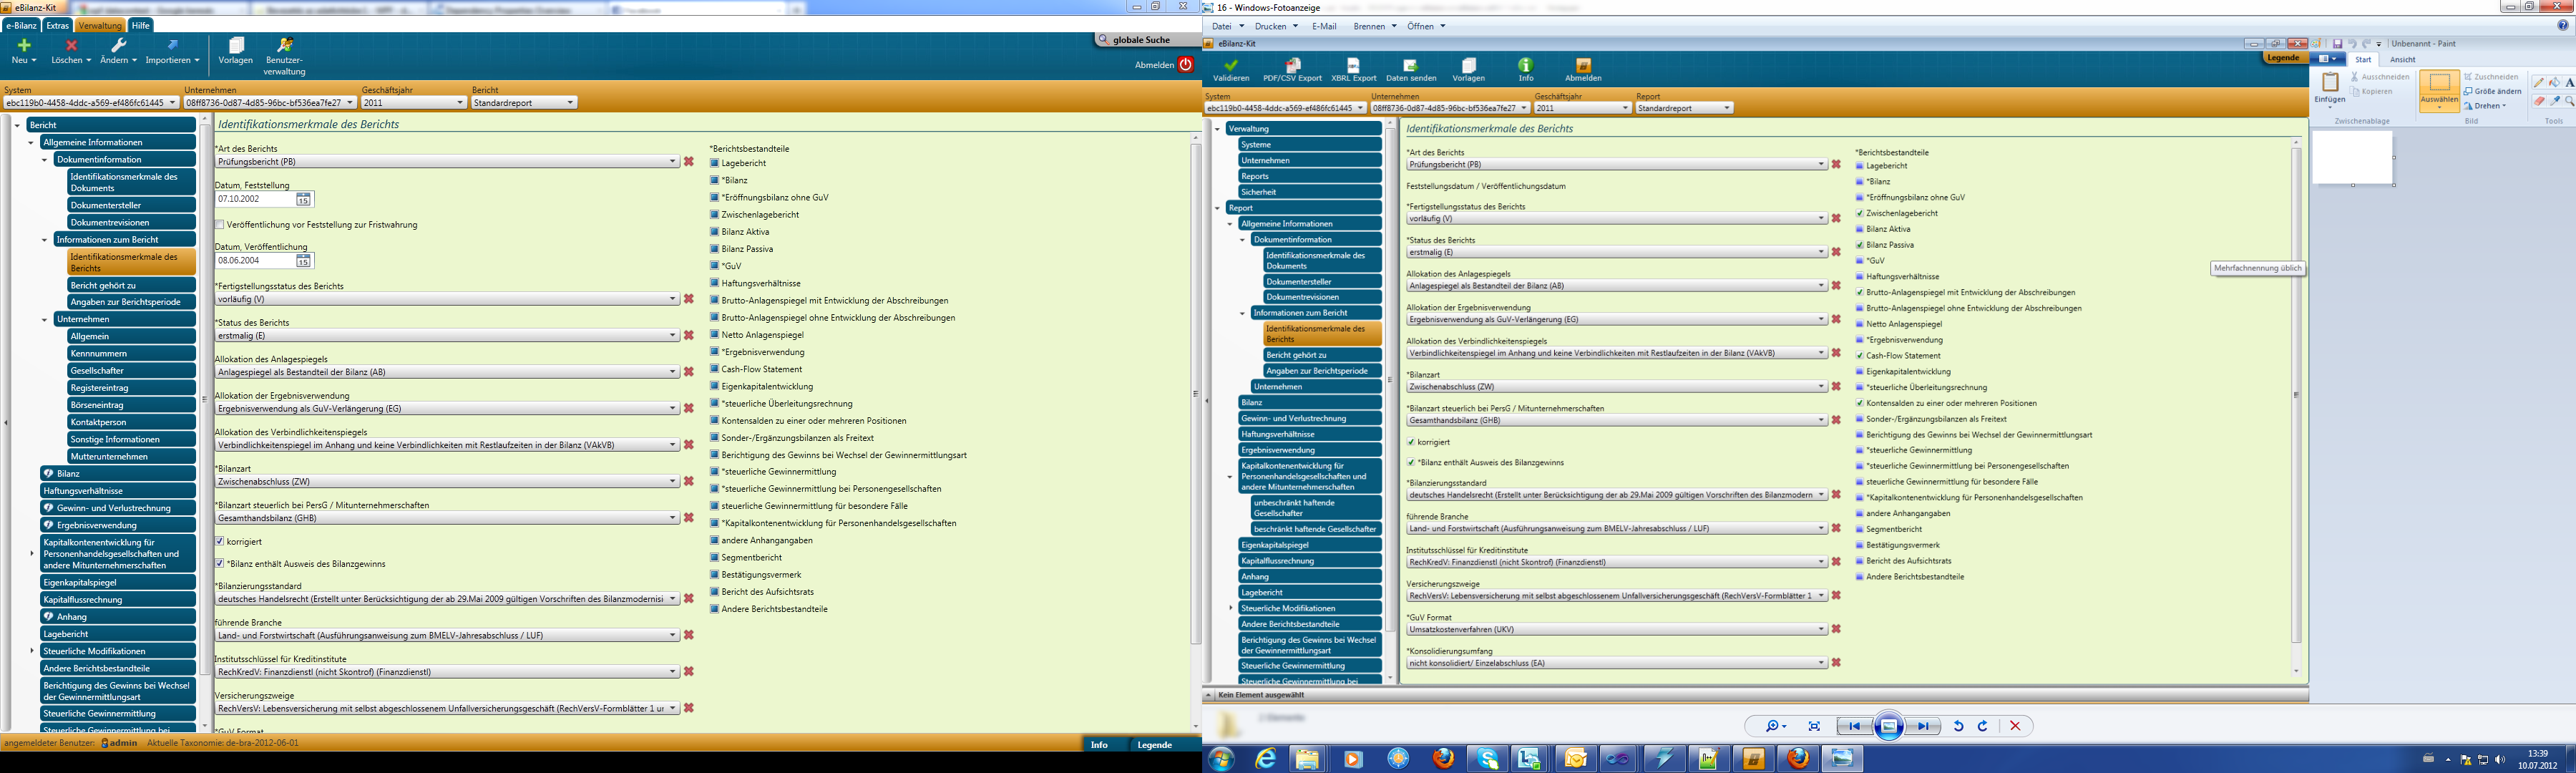 eBilanz-Kit
e-Bilanz Extras Verwaltung Hilfe
Neu Löschen Ändern Importieren Vorlagen Benutzer-
verwaltung
globale Suche
Abmelden
System Unternehmen Geschäftsjahr Bericht
ebc119b0-4458-4ddc-a569-ef486fc61445 08ff8736-0d87-4d85-96bc-bf536ea7fe27 2011 Standardreport
Bericht
Allgemeine Informationen
Dokumentinformation
Identifikationsmerkmale des
Dokuments
Dokumentersteller
Dokumentrevisionen
Informationen zum Bericht
Identifikationsmerkmale des
Berichts
Bericht gehört zu
Angaben zur Berichtsperiode
Unternehmen
Allgemein
Kennnummern
Gesellschafter
Registereintrag
Börseneintrag
Kontaktperson
Sonstige Informationen
Mutterunternehmen
Bilanz
Haftungsverhältnisse
Gewinn- und Verlustrechnung
Ergebnisverwendung
Kapitalkontenentwicklung für
Personenhandelsgesellschaften und
andere Mitunternehmerschaften
Eigenkapitalspiegel
Kapitalflussrechnung
Anhang
Lagebericht
Steuerliche Modifikationen
Andere Berichtsbestandteile
Berichtigung des Gewinns bei Wechsel
der Gewinnermittlungsart
Steuerliche Gewinnermittlung
Steuerliche Gewinnermittlung bei
Identifikationsmerkmale des Berichts
*Art des Berichts
Prüfungsbericht (PB)
Datum, Feststellung
07.10.2002
15
Veröffentlichung vor Feststellung zur Fristwahrung
Datum, Veröffentlichung
08.06.2004
15
*Fertigstellungsstatus des Berichts
vorläufig (V)
*Status des Berichts
erstmalig (E)
Allokation des Anlagespiegels
Anlagespiegel als Bestandteil der Bilanz (AB)
Allokation der Ergebnisverwendung
Ergebnisverwendung als GuV-Verlängerung (EG)
Allokation des Verbindlichkeitenspiegels
Verbindlichkeitenspiegel im Anhang und keine Verbindlichkeiten mit Restlaufzeiten in der Bilanz (VAkVB)
*Bilanzart
Zwischenabschluss (ZW)
*Bilanzart steuerlich bei PersG / Mitunternehmerschaften
Gesamthandsbilanz (GHB)
korrigiert
*Bilanz enthält Ausweis des Bilanzgewinns
*Bilanzierungsstandard
deutsches Handelsrecht (Erstellt unter Berücksichtigung der ab 29.Mai 2009 gültigen Vorschriften des Bilanzmodernisi
führende Branche
Land- und Forstwirtschaft (Ausführungsanweisung zum BMELV-Jahresabschluss / LUF)
Institutsschlüssel für Kreditinstitute
RechKredV: Finanzdienstl (nicht Skontrof) (Finanzdienstl)
Versicherungszweige
RechVersV: Lebensversicherung mit selbst abgeschlossenem Unfallversicherungsgeschäft (RechVersV-Formblätter 1 ur
*GuV Format
*Berichtsbestandteile
Lagebericht
*Bilanz
*Eröffnungsbilanz ohne GuV
Zwischenlagebericht
Bilanz Aktiva
Bilanz Passiva
*GuV
Haftungsverhältnisse
Brutto-Anlagenspiegel mit Entwicklung der Abschreibungen
Brutto-Anlagenspiegel ohne Entwicklung der Abschreibungen
Netto Anlagenspiegel
*Ergebnisverwendung
Cash-Flow Statement
Eigenkapitalentwicklung
*steuerliche Überleitungsrechnung
Kontensalden zu einer oder mehreren Positionen
Sonder-/Ergänzungsbilanzen als Freitext
Berichtigung des Gewinns bei Wechsel der Gewinnermittlungsart
*steuerliche Gewinnermittlung
*steuerliche Gewinnermittlung bei Personengesellschaften
steuerliche Gewinnermittlung für besondere Fälle
*Kapitalkontenentwicklung für Personenhandelsgesellschaften
andere Anhangangaben
Segmentbericht
Bestätigungsvermerk
Bericht des Aufsichtsrats
Andere Berichtsbestandteile
angemeldeter Benutzer: admin Aktuelle Taxonomie: de-bra-2012-06-01
Info Legende
16 - Windows-Fotoanzeige
Datei Drucken E-Mail Brennen Öffnen
eBilanz-Kit
Validieren PDF/CSV Export XBRL Export Daten senden Vorlagen Info Abmelden
Legende
System Unternehmen Geschäftsjahr Report
ebc119b0-4458-4ddc-a569-ef486fc61445 08ff8736-0d87-4d85-96bc-bf536ea7fe27 2011 Standardreport
Verwaltung
Systeme
Unternehmen
Reports
Sicherheit
Report
Allgemeine Informationen
Dokumentinformation
Identifikationsmerkmale des
Dokuments
Dokumentersteller
Dokumentrevisionen
Informationen zum Bericht
Identifikationsmerkmale des
Berichts
Bericht gehört zu
Angaben zur Berichtsperiode
Unternehmen
Bilanz
Gewinn- und Verlustrechnung
Haftungsverhältnisse
Ergebnisverwendung
Kapitalkontenentwicklung für
Personenhandelsgesellschaften und
andere Mitunternehmerschaften
unbeschränkt haftende
Gesellschafter
beschränkt haftende Gesellschafter
Eigenkapitalspiegel
Kapitalflussrechnung
Anhang
Lagebericht
Steuerliche Modifikationen
Andere Berichtsbestandteile
Berichtigung des Gewinns bei Wechsel
der Gewinnermittlungsart
Steuerliche Gewinnermittlung
Steuerliche Gewinnermittlung bei
Identifikationsmerkmale des Berichts
*Art des Berichts
Prüfungsbericht (PB)
Feststellungsdatum / Veröffentlichungsdatum
*Fertigstellungsstatus des Berichts
vorläufig (V)
*Status des Berichts
erstmalig (E)
Allokation des Anlagespiegels
Anlagespiegel als Bestandteil der Bilanz (AB)
Allokation der Ergebnisverwendung
Ergebnisverwendung als GuV-Verlängerung (EG)
Allokation des Verbindlichkeitenspiegels
Verbindlichkeitenspiegel im Anhang und keine Verbindlichkeiten mit Restlaufzeiten in der Bilanz (VAkVB)
*Bilanzart
Zwischenabschluss (ZW)
*Bilanzart steuerlich bei PersG / Mitunternehmerschaften
Gesamthandsbilanz (GHB)
korrigiert
*Bilanz enthält Ausweis des Bilanzgewinns
*Bilanzierungsstandard
deutsches Handelsrecht (Erstellt unter Berücksichtigung der ab 29.Mai 2009 gültigen Vorschriften des Bilanzmodern
führende Branche
Land- und Forstwirtschaft (Ausführungsanweisung zum BMELV-Jahresabschluss / LUF)
Institutsschlüssel für Kreditinstitute
RechKredV: Finanzdienstl (nicht Skontrof) (Finanzdienstl)
Versicherungszweige
RechVersV: Lebensversicherung mit selbst abgeschlossenem Unfallversicherungsgeschäft (RechVersV-Formblätter 1
*GuV Format
Umsatzkostenverfahren (UKV)
*Konsolidierungsumfang
nicht konsolidiert/ Einzelabschluss (EA)
*Berichtsbestandteile
Lagebericht
*Bilanz
*Eröffnungsbilanz ohne GuV
Zwischenlagebericht
Bilanz Aktiva
Bilanz Passiva
*GuV
Haftungsverhältnisse
Brutto-Anlagenspiegel mit Entwicklung der Abschreibungen
Brutto-Anlagenspiegel ohne Entwicklung der Abschreibungen
Netto Anlagenspiegel
*Ergebnisverwendung
Cash-Flow Statement
Eigenkapitalentwicklung
*steuerliche Überleitungsrechnung
Kontensalden zu einer oder mehreren Positionen
Sonder-/Ergänzungsbilanzen als Freitext
Berichtigung des Gewinns bei Wechsel der Gewinnermittlungsart
*steuerliche Gewinnermittlung
*steuerliche Gewinnermittlung bei Personengesellschaften
steuerliche Gewinnermittlung für besondere Fälle
*Kapitalkontenentwicklung für Personenhandelsgesellschaften
andere Anhangangaben
Segmentbericht
Bestätigungsvermerk
Bericht des Aufsichtsrats
Andere Berichtsbestandteile
Mehrfachnennung üblich
Kein Element ausgewählt
Unbenannt - Paint
Start Ansicht
Einfügen
Ausschneiden
Kopieren
Zwischenablage
Auswählen
Zuschneiden
Größe ändern
Drehen
Bild
Tools
13:39
10.07.2012